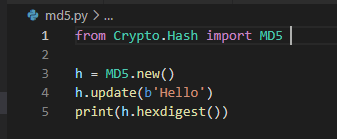 md5.py > ...
1 from Crypto.Hash import MD5
2
3 h = MD5.new()
4 h.update(b'Hello')
5 print(h.hexdigest())